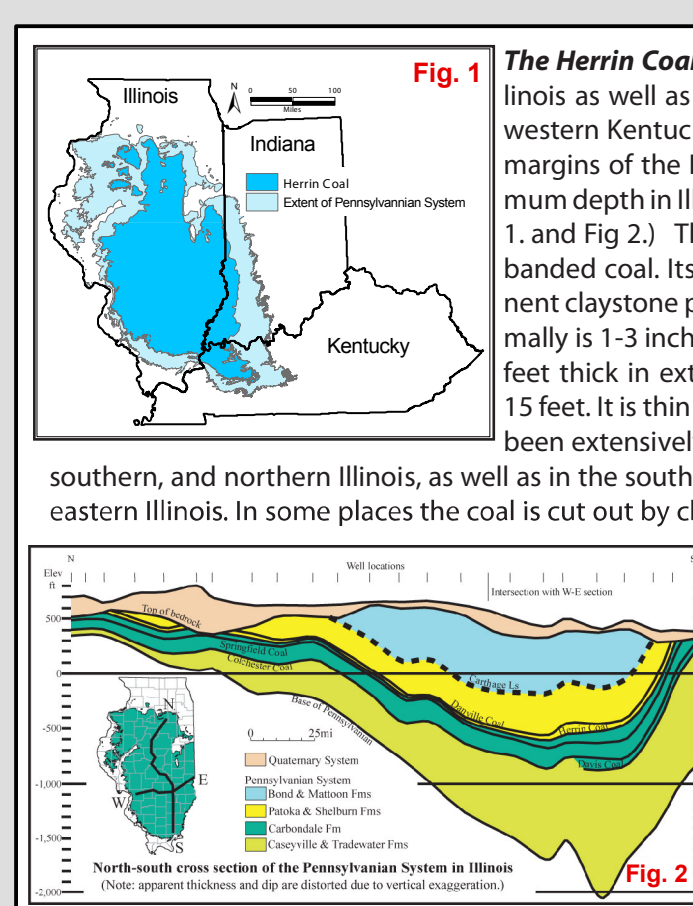 Fig. 1
Illinois
N
0 50 100
Miles
Indiana
Herrin Coal
Extent of Pennsylvannian System
Kentucky
The Herrin Coal
linois as well as
western Kentuc
margins of the
mum depth in Ill
1. and Fig 2.) Th
banded coal. Its
nent claystone p
mally is 1-3 inch
feet thick in ext
15 feet. It is thin
been extensively
southern, and northern Illinois, as well as in the south
eastern Illinois. In some places the coal is cut out by cl
N
Well locations
S
Elev
ft
Intersection with W-E section
500
0
-500
-1,000
-1,500
-2,000
Top of bedrock
Springfield Coal
Colchester Coal
Base of Pennsylvanian
Carthage Ls
Danville Coal
Herrin Coal
Davis Coal
N
E
W
S
0 25mi
Quaternary System
Pennsylvanian System
Bond & Mattoon Fms
Patoka & Shelburn Fms
Carbondale Fm
Caseyville & Tradewater Fms
North-south cross section of the Pennsylvanian System in Illinois
(Note: apparent thickness and dip are distorted due to vertical exaggeration.)
Fig. 2